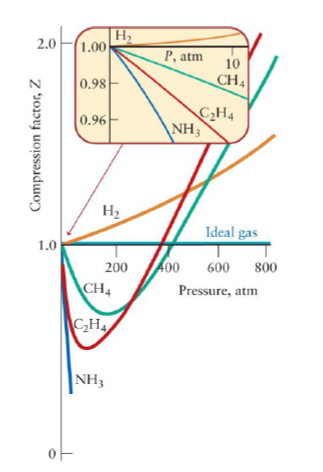 Compression factor, Z
2.0
1.0
0
H₂
1.00
0.98
0.96
P, atm
10
CH₄
C₂H₄
NH₃
H₂
Ideal gas
200
400
600
800
Pressure, atm
CH₄
C₂H₄
NH₃